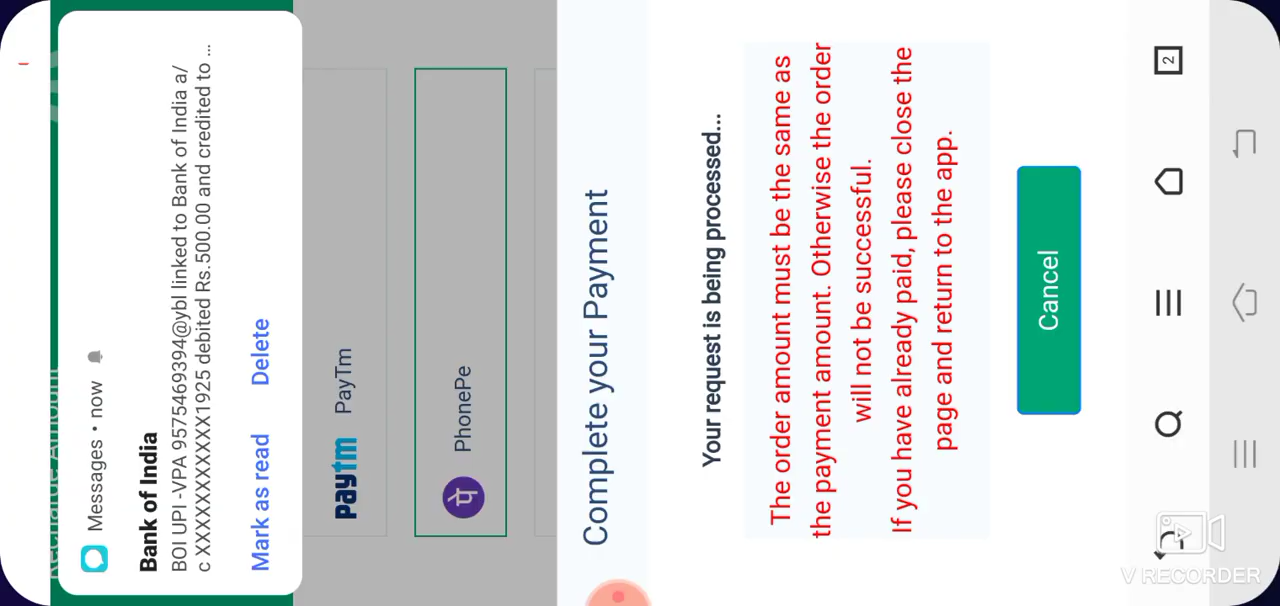 Messages • now
Bank of India
BOI UPI -VPA 9575469394@ybl linked to Bank of India a/
c XXXXXXXXXXX1925 debited Rs.500.00 and credited to ...
Mark as read Delete
Paytm PayTm
पे PhonePe
Complete your Payment
Your request is being processed...
The order amount must be the same as
the payment amount. Otherwise the order
will not be successful.
If you have already paid, please close the
page and return to the app.
Cancel
2
V RECORDER